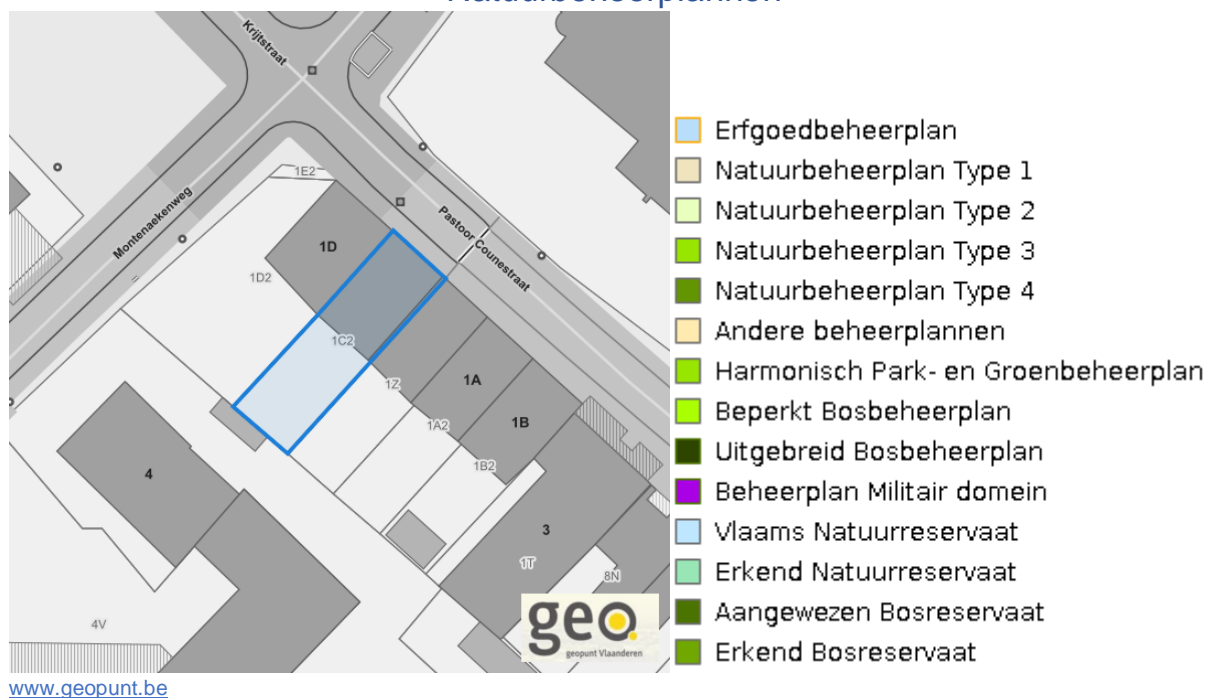 Natuurbeheerplannen
Krijtstraat
1E2
Montenaekenweg
Pastoor Counestraat
1D
1D2
1C2
1Z
1A
1A2
1B
1B2
4
3
1T
8N
4V
geo.
geopunt Vlaanderen
Erfgoedbeheerplan
Natuurbeheerplan Type 1
Natuurbeheerplan Type 2
Natuurbeheerplan Type 3
Natuurbeheerplan Type 4
Andere beheerplannen
Harmonisch Park- en Groenbeheerplan
Beperkt Bosbeheerplan
Uitgebreid Bosbeheerplan
Beheerplan Militair domein
Vlaams Natuurreservaat
Erkend Natuurreservaat
Aangewezen Bosreservaat
Erkend Bosreservaat
www.geopunt.be